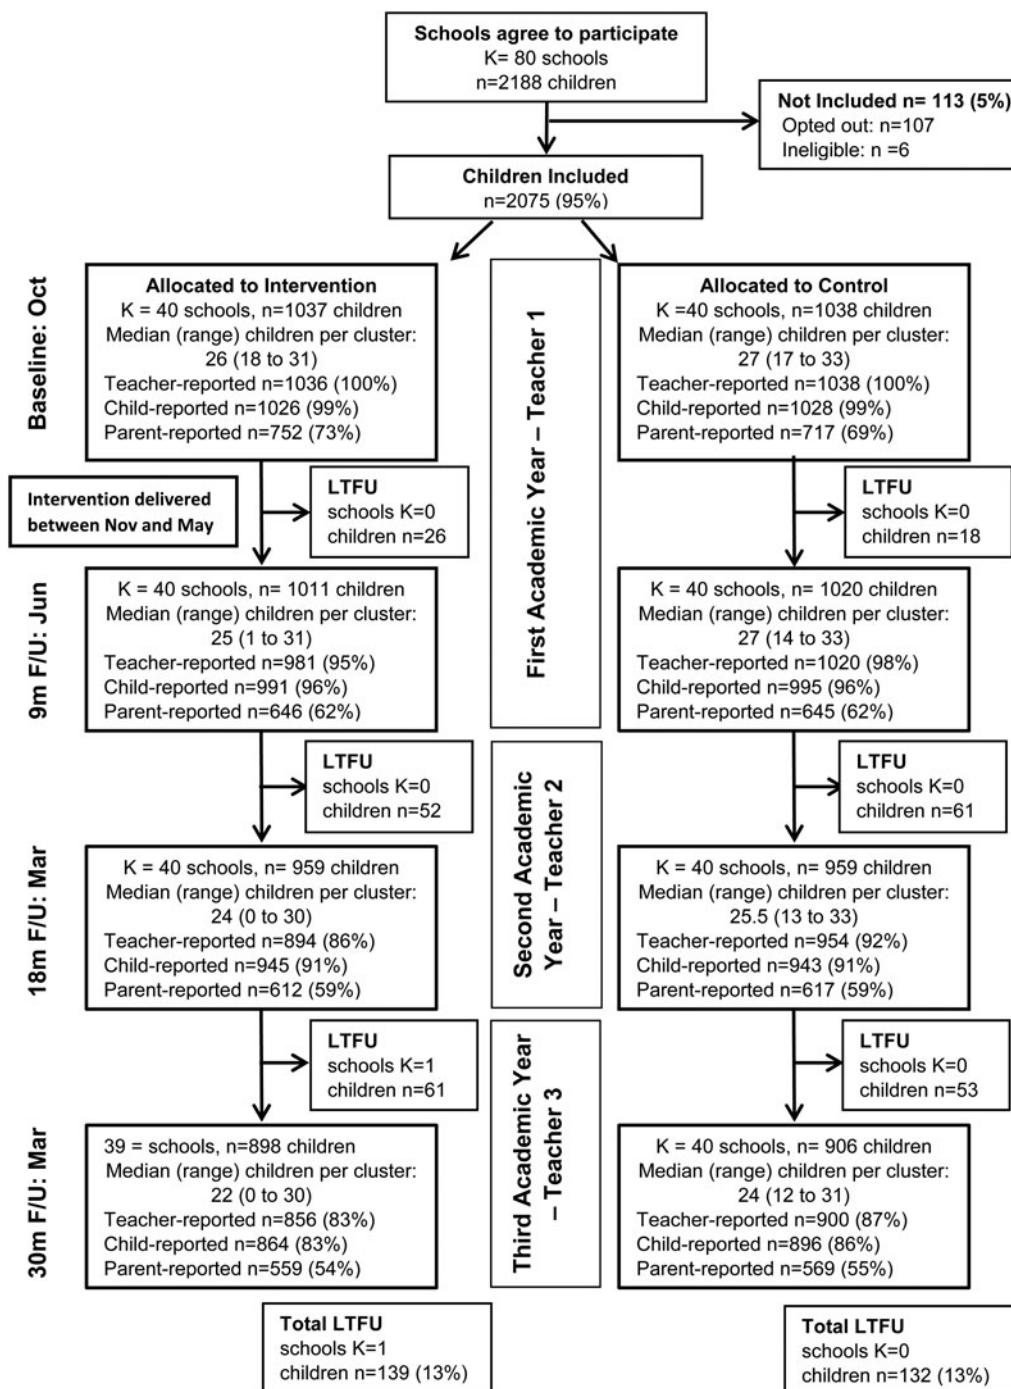 Schools agree to participate
K= 80 schools
n=2188 children
Not Included n= 113 (5%)
Opted out: n=107
Ineligible: n =6
Children Included
n=2075 (95%)
Baseline: Oct
Allocated to Intervention
K = 40 schools, n=1037 children
Median (range) children per cluster:
26 (18 to 31)
Teacher-reported n=1036 (100%)
Child-reported n=1026 (99%)
Parent-reported n=752 (73%)
First Academic Year – Teacher 1
Allocated to Control
K =40 schools, n=1038 children
Median (range) children per cluster:
27 (17 to 33)
Teacher-reported n=1038 (100%)
Child-reported n=1028 (99%)
Parent-reported n=717 (69%)
Intervention delivered
between Nov and May
LTFU
schools K=0
children n=26
LTFU
schools K=0
children n=18
9m F/U: Jun
K = 40 schools, n= 1011 children
Median (range) children per cluster:
25 (1 to 31)
Teacher-reported n=981 (95%)
Child-reported n=991 (96%)
Parent-reported n=646 (62%)
K = 40 schools, n= 1020 children
Median (range) children per cluster:
27 (14 to 33)
Teacher-reported n=1020 (98%)
Child-reported n=995 (96%)
Parent-reported n=645 (62%)
LTFU
schools K=0
children n=52
Second Academic
Year – Teacher 2
LTFU
schools K=0
children n=61
18m F/U: Mar
K = 40 schools, n= 959 children
Median (range) children per cluster:
24 (0 to 30)
Teacher-reported n=894 (86%)
Child-reported n=945 (91%)
Parent-reported n=612 (59%)
K = 40 schools, n= 959 children
Median (range) children per cluster:
25.5 (13 to 33)
Teacher-reported n=954 (92%)
Child-reported n=943 (91%)
Parent-reported n=617 (59%)
LTFU
schools K=1
children n=61
Third Academic Year
– Teacher 3
LTFU
schools K=0
children n=53
30m F/U: Mar
39 = schools, n=898 children
Median (range) children per cluster:
22 (0 to 30)
Teacher-reported n=856 (83%)
Child-reported n=864 (83%)
Parent-reported n=559 (54%)
K = 40 schools, n= 906 children
Median (range) children per cluster:
24 (12 to 31)
Teacher-reported n=900 (87%)
Child-reported n=896 (86%)
Parent-reported n=569 (55%)
Total LTFU
schools K=1
children n=139 (13%)
Total LTFU
schools K=0
children n=132 (13%)